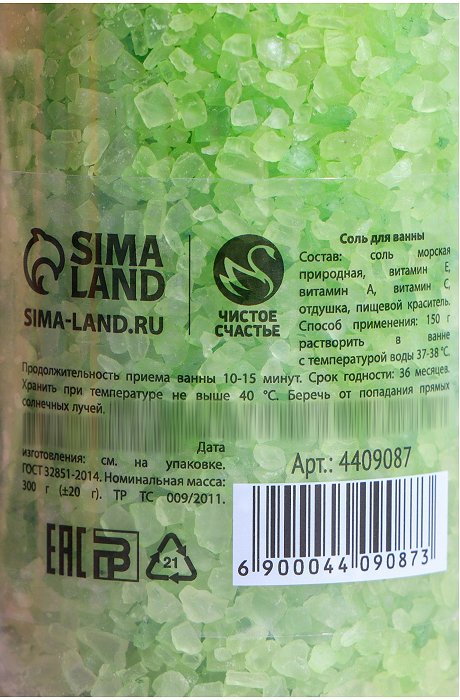 SIMA
LAND
SIMA-LAND.RU
ЧИСТОЕ
СЧАСТЬЕ
Соль для ванны
Состав: соль морская
природная, витамин Е,
витамин А, витамин С,
отдушка, пищевой краситель.
Способ применения: 150 г
растворить в ванне
с температурой воды 37-38 °С.
Продолжительность приема ванны 10-15 минут. Срок годности: 36 месяцев.
Хранить при температуре не выше 40 °С. Беречь от попадания прямых
солнечных лучей.
Дата
изготовления: см. на упаковке.
ГОСТ 32851-2014. Номинальная масса:
300 г (±20 г). ТР ТС 009/2011.
Арт.: 4409087
EAC
21
6 900044 090873